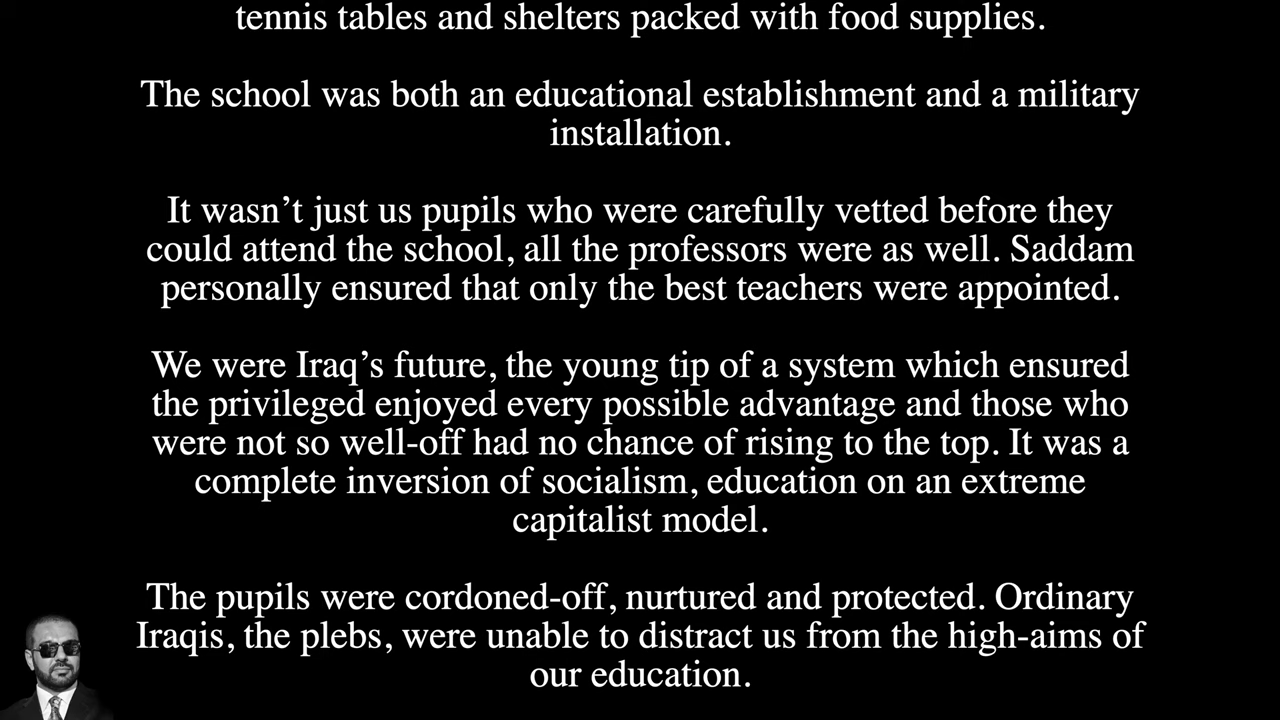 tennis tables and shelters packed with food supplies.
The school was both an educational establishment and a military
installation.
It wasn’t just us pupils who were carefully vetted before they
could attend the school, all the professors were as well. Saddam
personally ensured that only the best teachers were appointed.
We were Iraq’s future, the young tip of a system which ensured
the privileged enjoyed every possible advantage and those who
were not so well-off had no chance of rising to the top. It was a
complete inversion of socialism, education on an extreme
capitalist model.
The pupils were cordoned-off, nurtured and protected. Ordinary
Iraqis, the plebs, were unable to distract us from the high-aims of
our education.